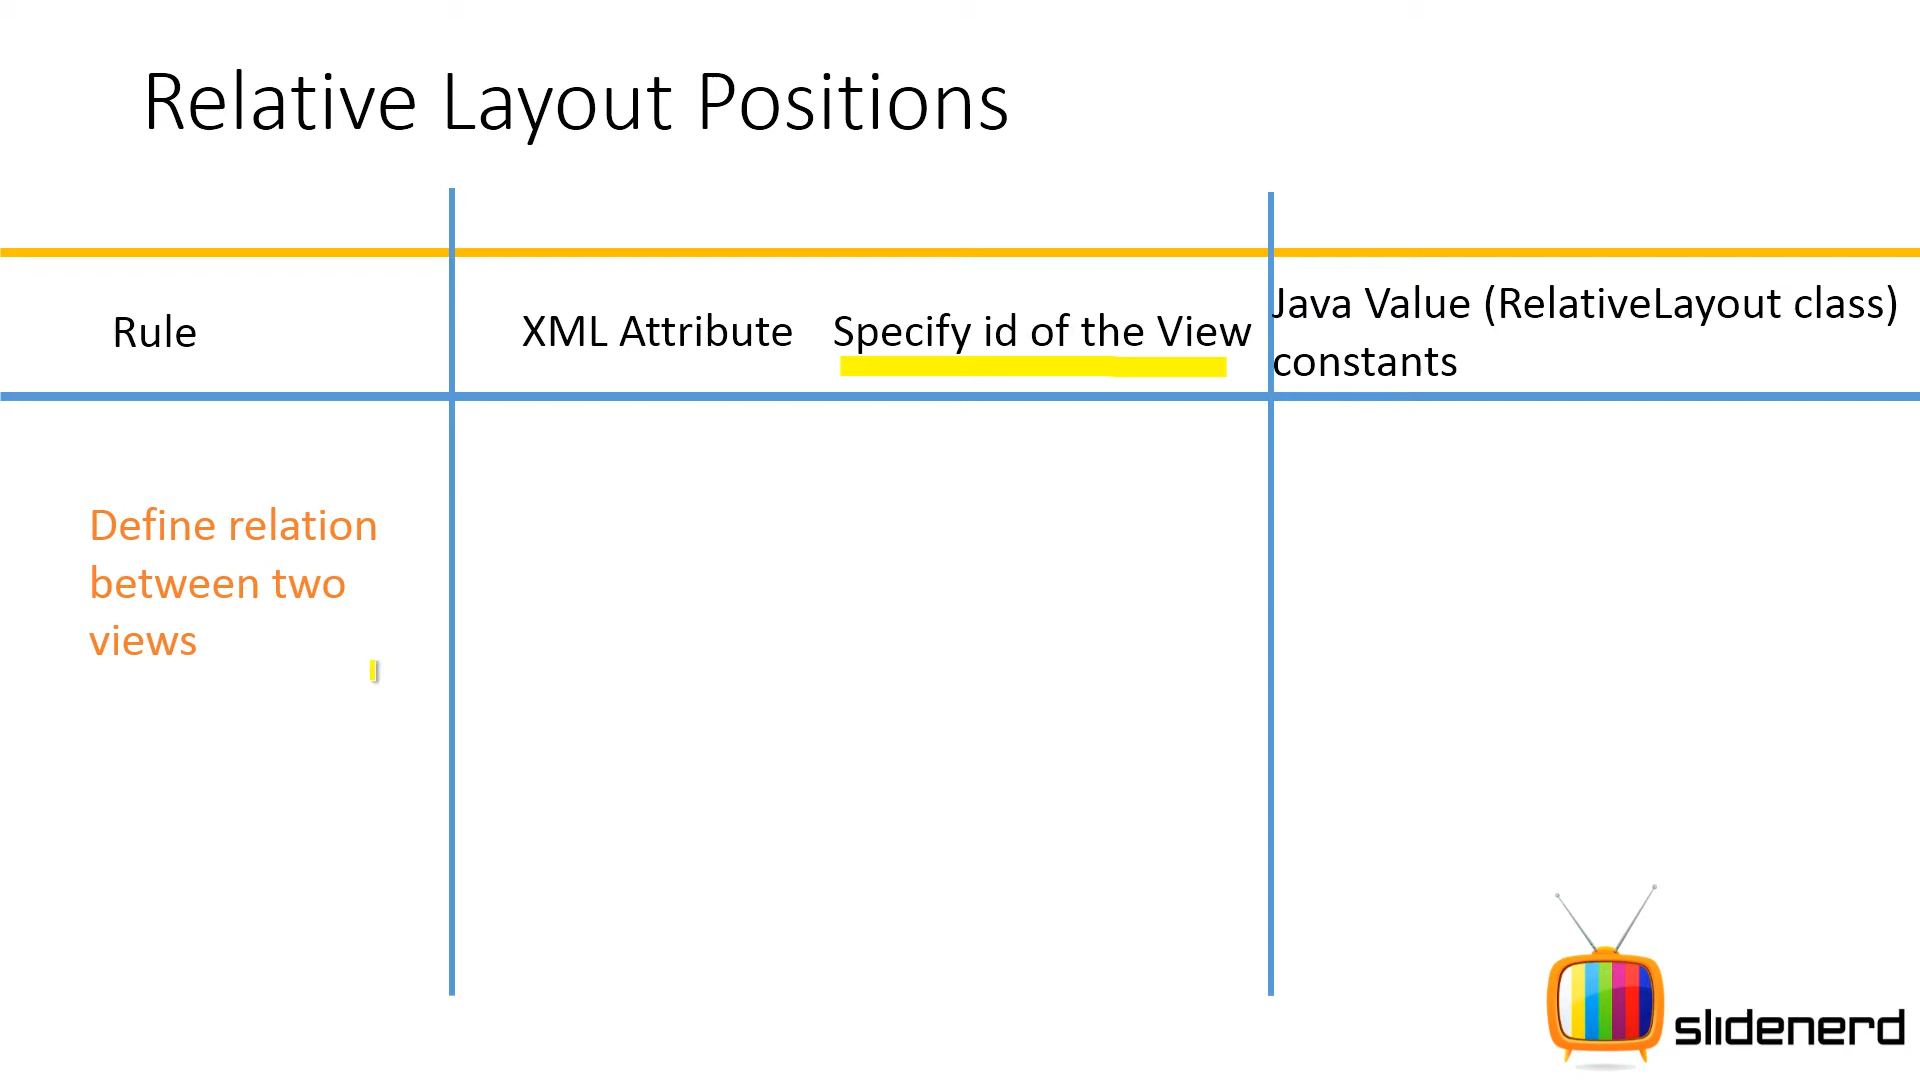 Relative Layout Positions
Rule
XML Attribute
Specify id of the View
Java Value (RelativeLayout class)
constants
Define relation
between two
views
slidenerd